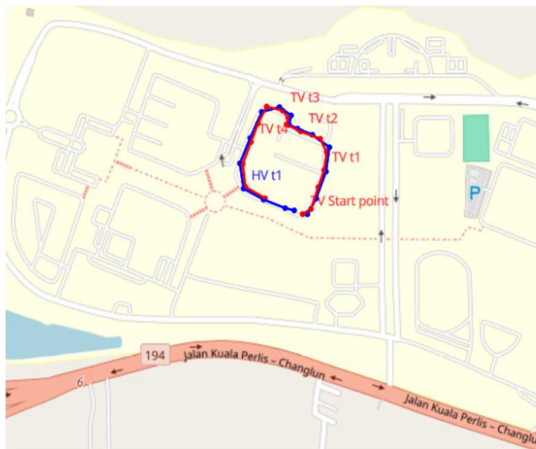 TV t3
TV t2
TV t4
TV t1
HV t1
TV Start point
P
194
Jalan Kuala Perlis – Changlun
6
Jalan Kuala Perlis – Changlun